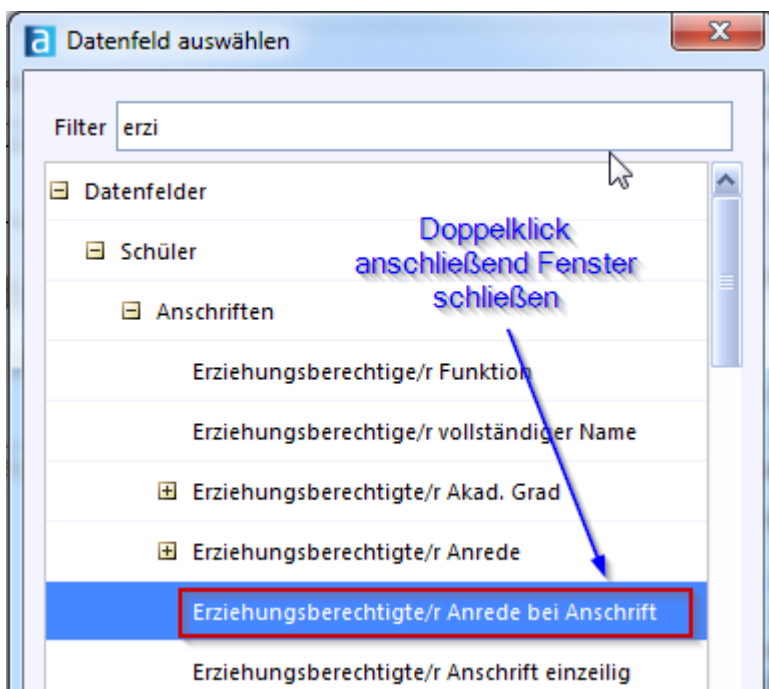 Datenfeld auswählen
Filter erzi
Datenfelder
Doppelklick
anschließend Fenster
schließen
Schüler
Anschriften
Erziehungsberechtige/r Funktion
Erziehungsberechtige/r vollständiger Name
Erziehungsberechtigte/r Akad. Grad
Erziehungsberechtigte/r Anrede
Erziehungsberechtigte/r Anrede bei Anschrift
Erziehungsberechtigte/r Anschrift einzeilig